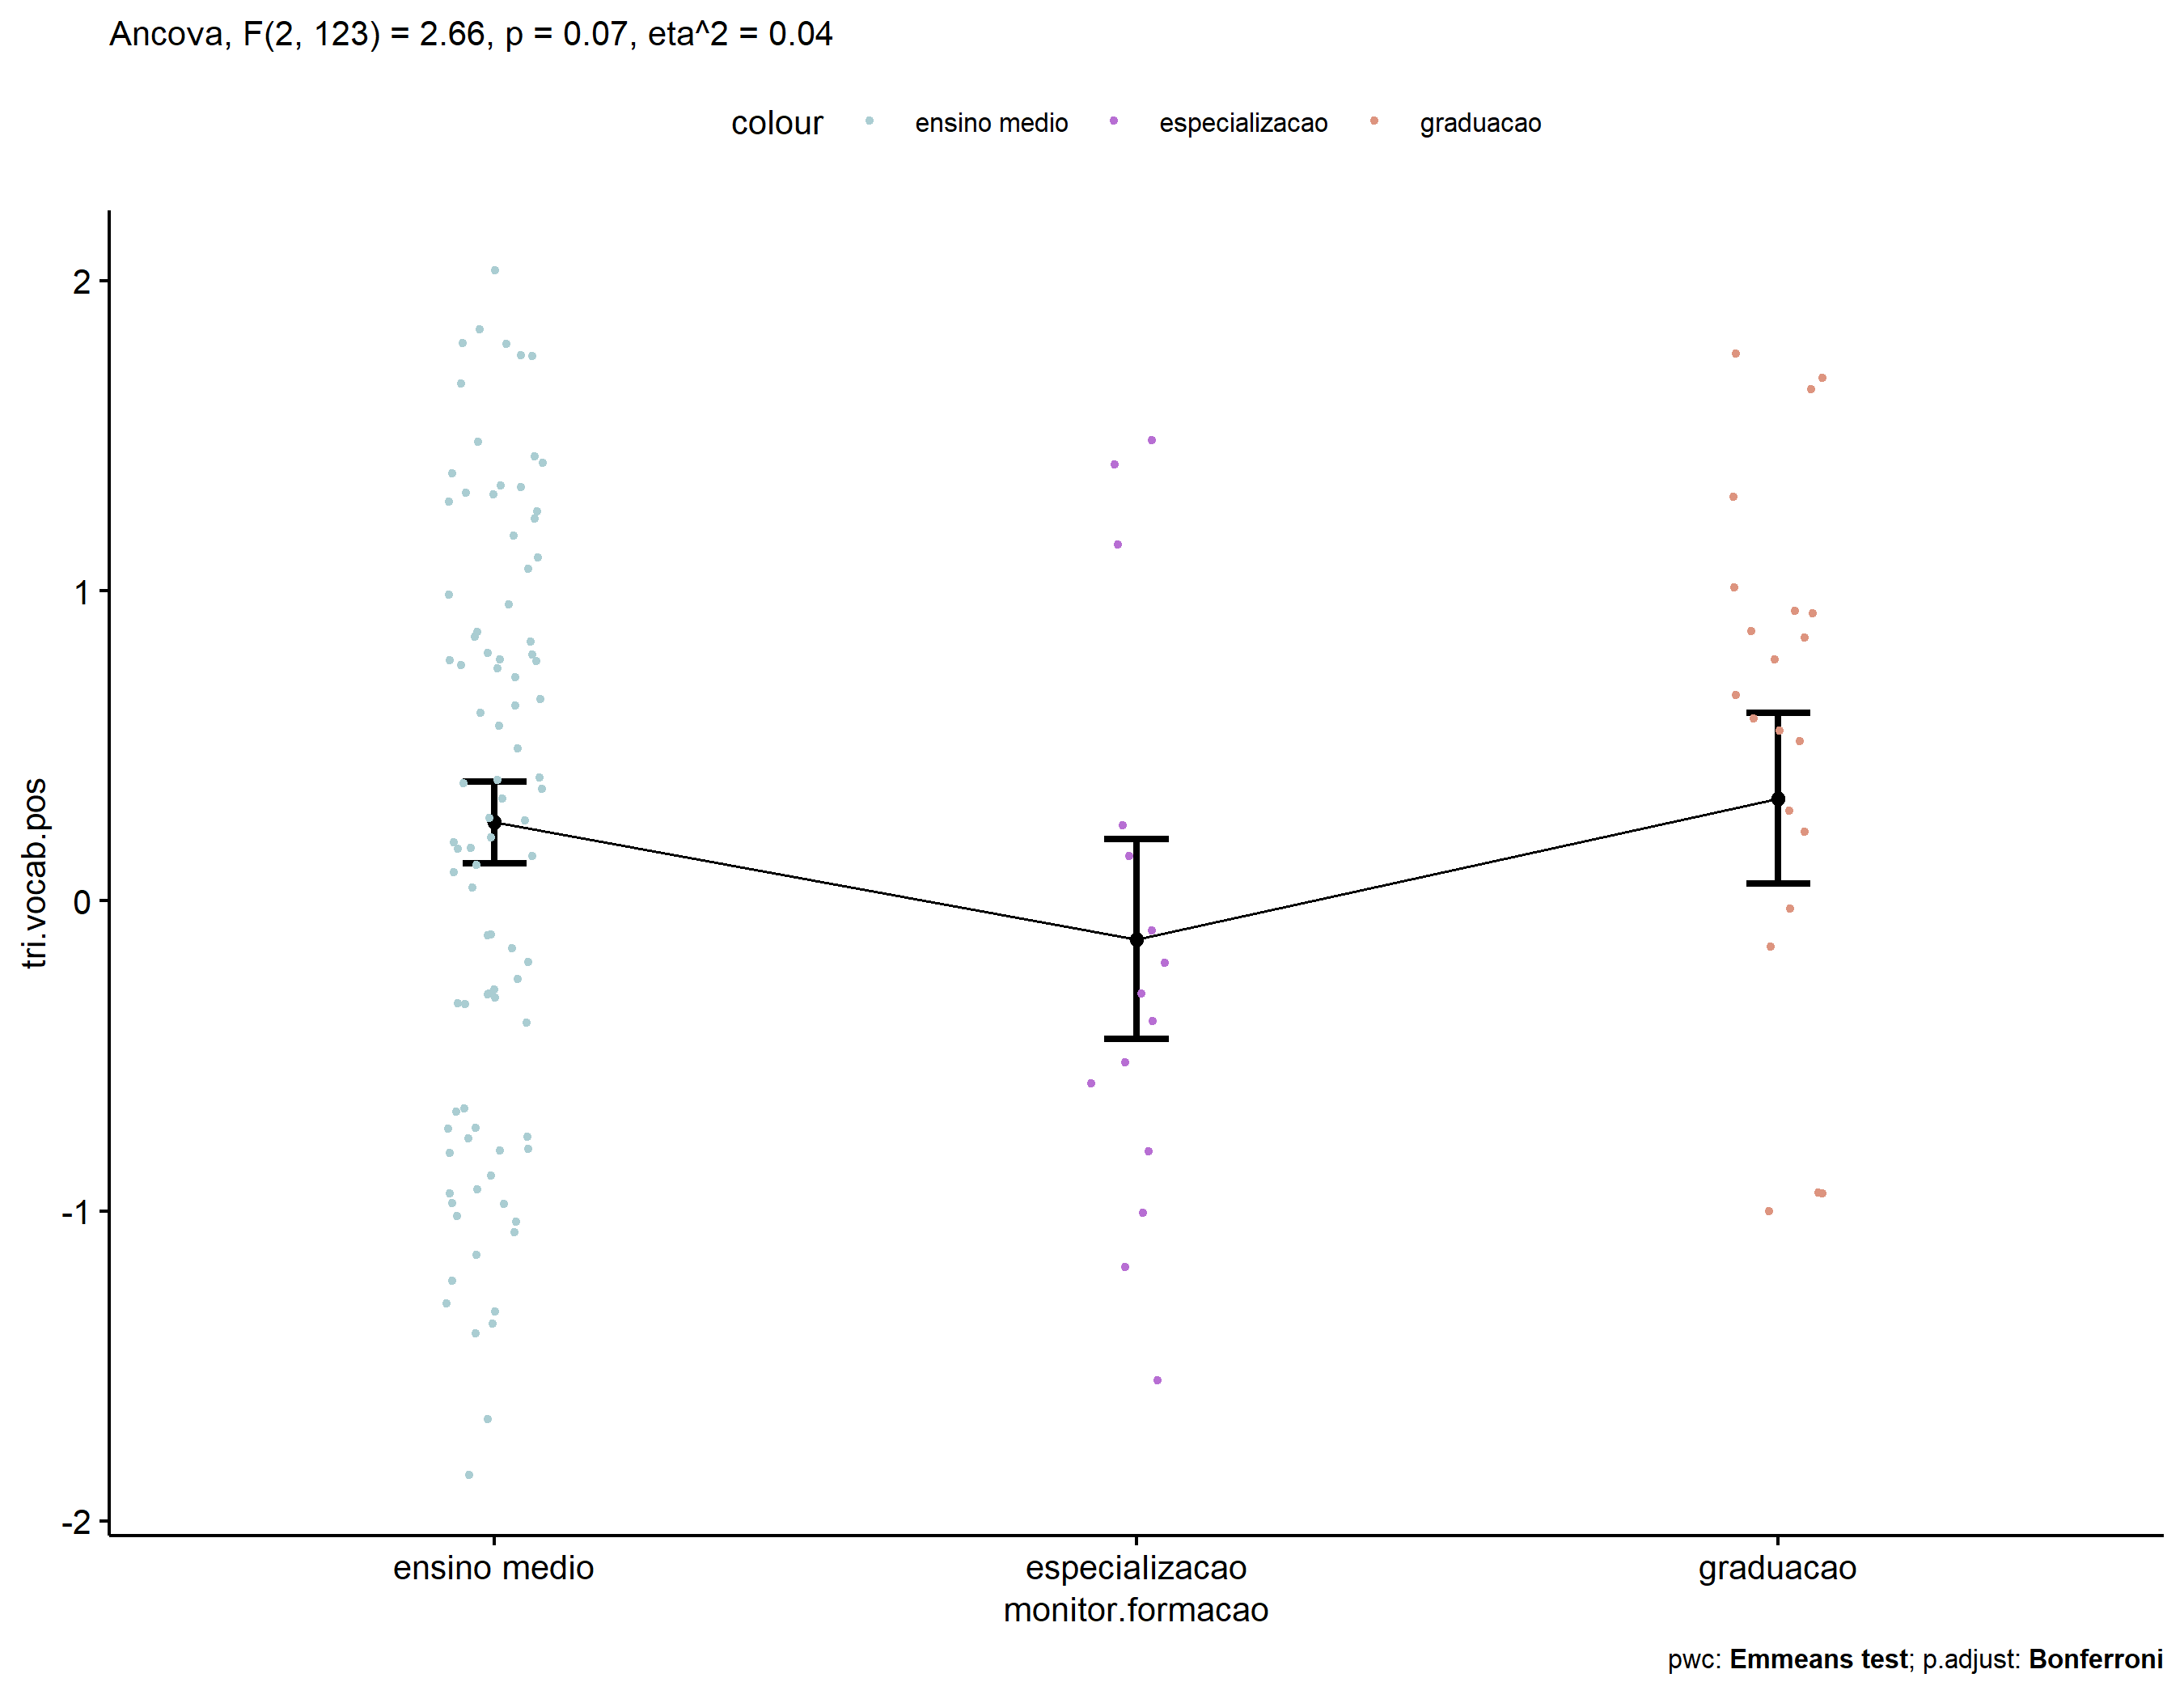 Ancova, F(2, 123) = 2.66, p = 0.07, eta^2 = 0.04
colour ensino medio especializacao graduacao
2
1
0
-1
-2
tri.vocab.pos
ensino medio especializacao graduacao
monitor.formacao
pwc: Emmeans test; p.adjust: Bonferroni